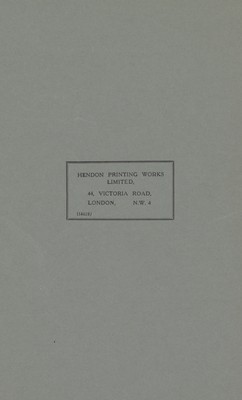 HENDON PRINTING WORKS
LIMITED,
44, VICTORIA ROAD,
LONDON, N.W. 4